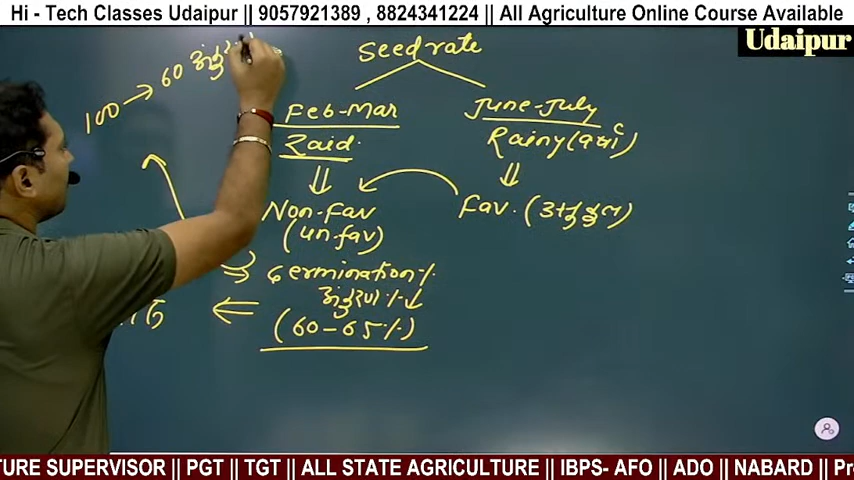 Hi - Tech Classes Udaipur || 9057921389 , 8824341224 || All Agriculture Online Course Available
Udaipur
Seed rate
100 → 60
Feb-Mar
June-July
Zaid
Rainy (वर्षा)
Non-Fav
Fav. (अनुकूल)
(unfav)
Germination %
अंकुरण % ↓
(60-65%)
TURE SUPERVISOR || PGT || TGT || ALL STATE AGRICULTURE || IBPS- AFO || ADO || NABARD || Pr